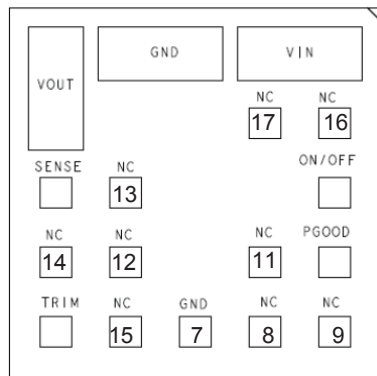 GND VIN
VOUT
NC NC
17 16
SENSE NC ON/OFF
13
NC NC NC PGOOD
14 12 11
TRIM NC GND NC NC
15 7 8 9